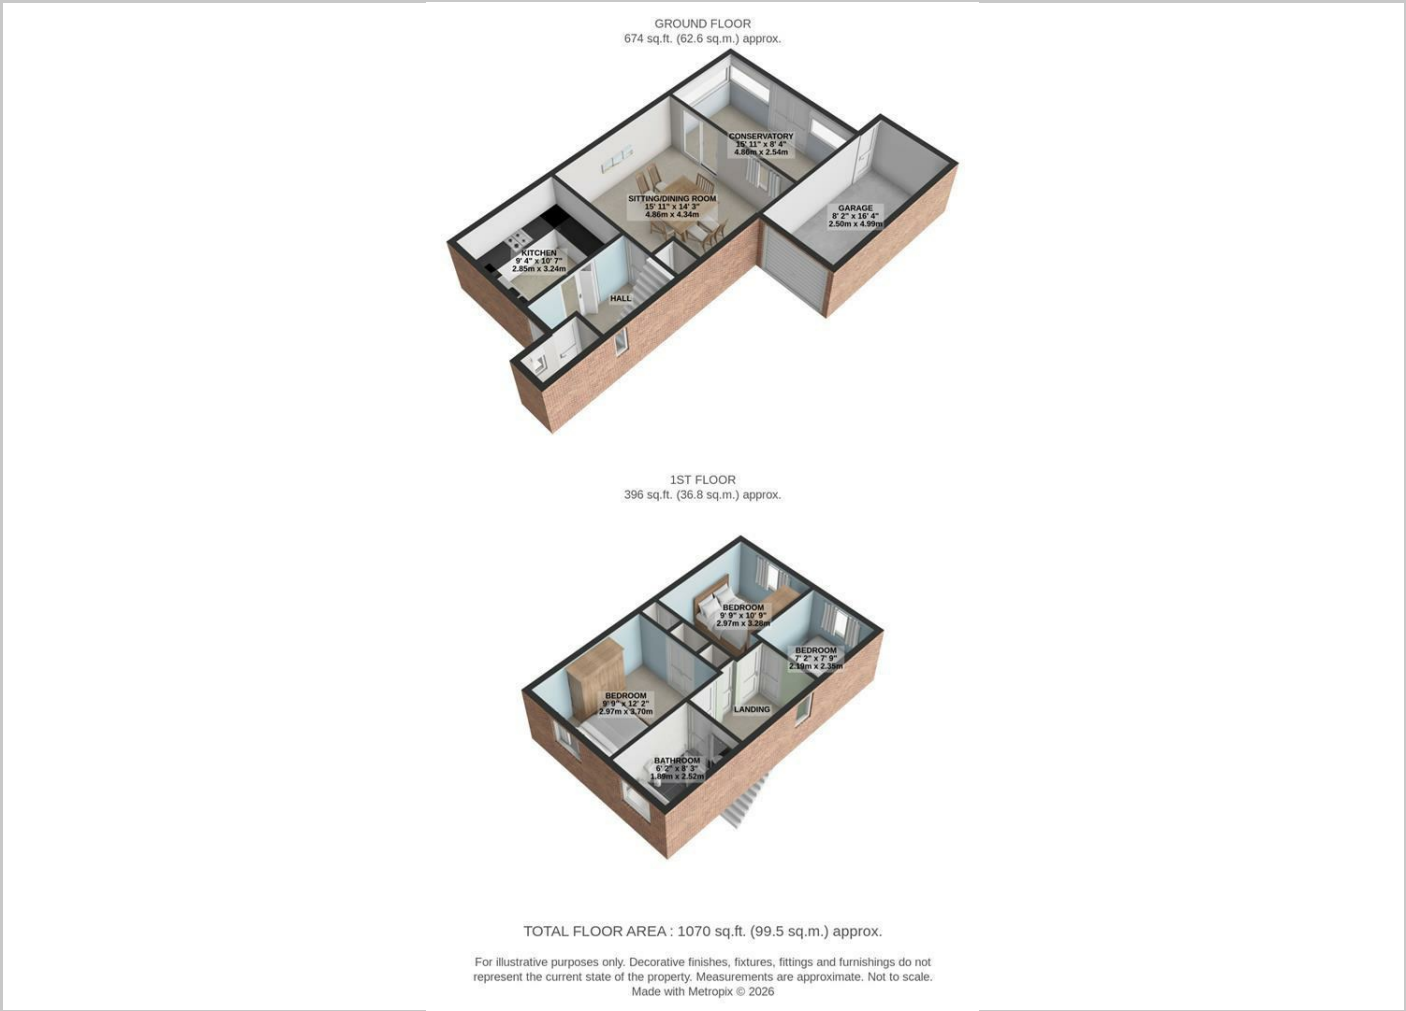 GROUND FLOOR
674 sq.ft. (62.6 sq.m.) approx.
CONSERVATORY
15' 11" x 8' 4"
4.86m x 2.54m
SITTING/DINING ROOM
15' 11" x 14' 3"
4.86m x 4.34m
GARAGE
8' 2" x 16' 4"
2.50m x 4.99m
KITCHEN
9' 4" x 10' 7"
2.85m x 3.24m
HALL
1ST FLOOR
396 sq.ft. (36.8 sq.m.) approx.
BEDROOM
9' 9" x 10' 9"
2.97m x 3.28m
BEDROOM
7' 2" x 7' 9"
2.19m x 2.35m
BEDROOM
9' 9" x 12' 2"
2.97m x 3.70m
LANDING
BATHROOM
6' 2" x 8' 3"
1.89m x 2.52m
TOTAL FLOOR AREA : 1070 sq.ft. (99.5 sq.m.) approx.
For illustrative purposes only. Decorative finishes, fixtures, fittings and furnishings do not
represent the current state of the property. Measurements are approximate. Not to scale.
Made with Metropix © 2026